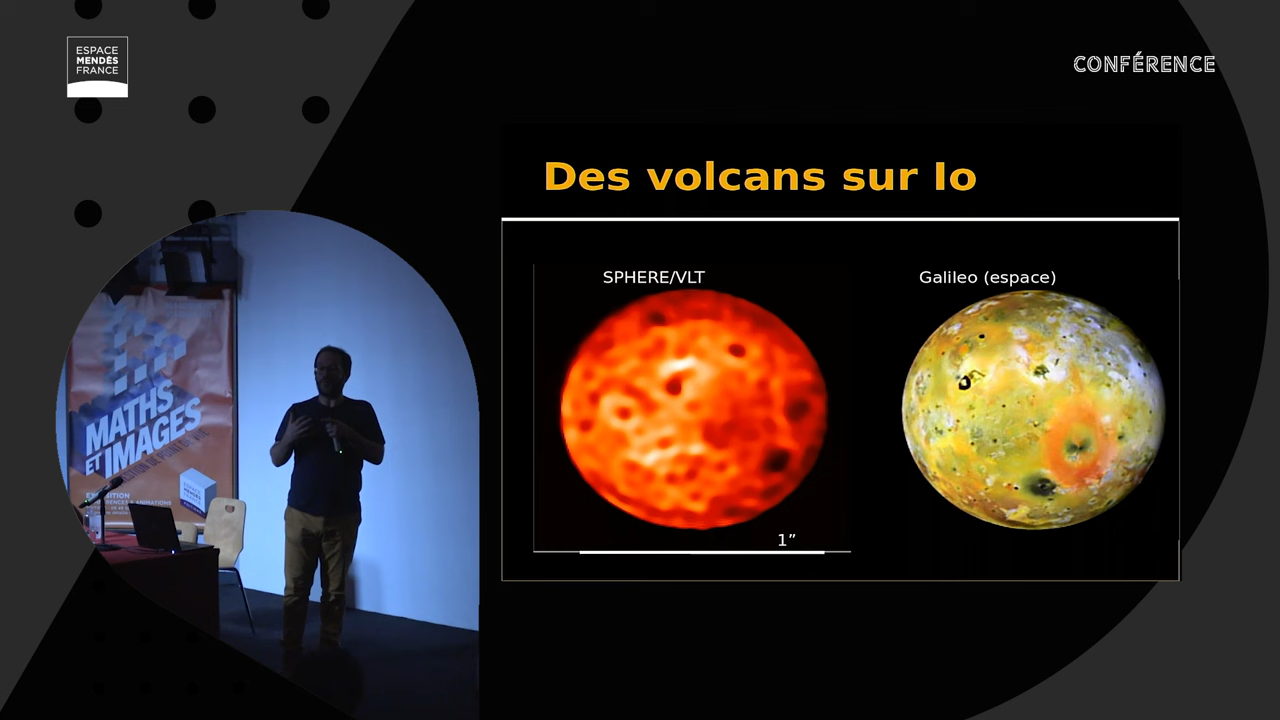 ESPACE
MENDÈS
FRANCE
CONFÉRENCE
Des volcans sur Io
SPHERE/VLT
Galileo (espace)
1”
MATHS
ET IMAGES